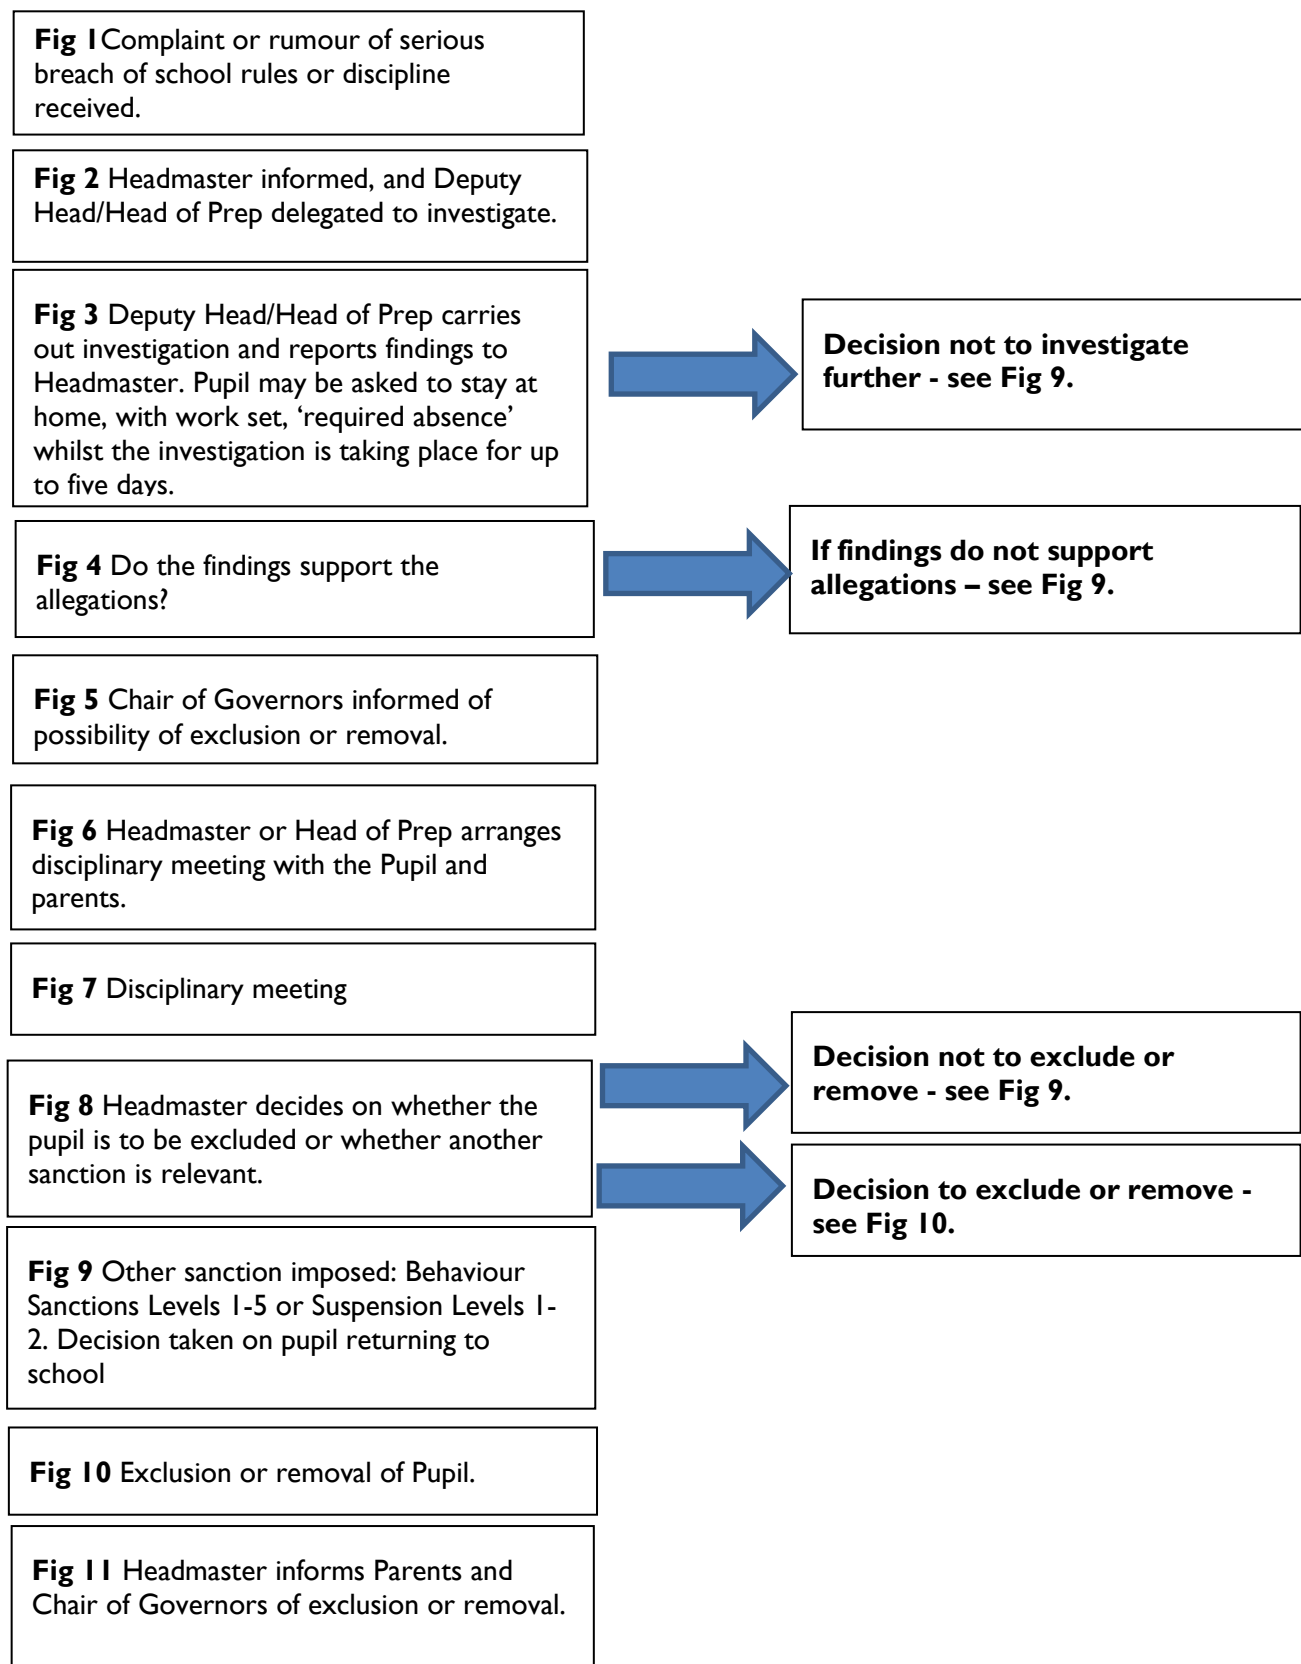 Fig 1Complaint or rumour of serious
breach of school rules or discipline
received.
Fig 2 Headmaster informed, and Deputy
Head/Head of Prep delegated to investigate.
Fig 3 Deputy Head/Head of Prep carries
out investigation and reports findings to
Headmaster. Pupil may be asked to stay at
home, with work set, ‘required absence’
whilst the investigation is taking place for up
to five days.
Decision not to investigate
further - see Fig 9.
Fig 4 Do the findings support the
allegations?
If findings do not support
allegations – see Fig 9.
Fig 5 Chair of Governors informed of
possibility of exclusion or removal.
Fig 6 Headmaster or Head of Prep arranges
disciplinary meeting with the Pupil and
parents.
Fig 7 Disciplinary meeting
Fig 8 Headmaster decides on whether the
pupil is to be excluded or whether another
sanction is relevant.
Decision not to exclude or
remove - see Fig 9.
Decision to exclude or remove -
see Fig 10.
Fig 9 Other sanction imposed: Behaviour
Sanctions Levels 1-5 or Suspension Levels 1-
2. Decision taken on pupil returning to
school
Fig 10 Exclusion or removal of Pupil.
Fig 11 Headmaster informs Parents and
Chair of Governors of exclusion or removal.